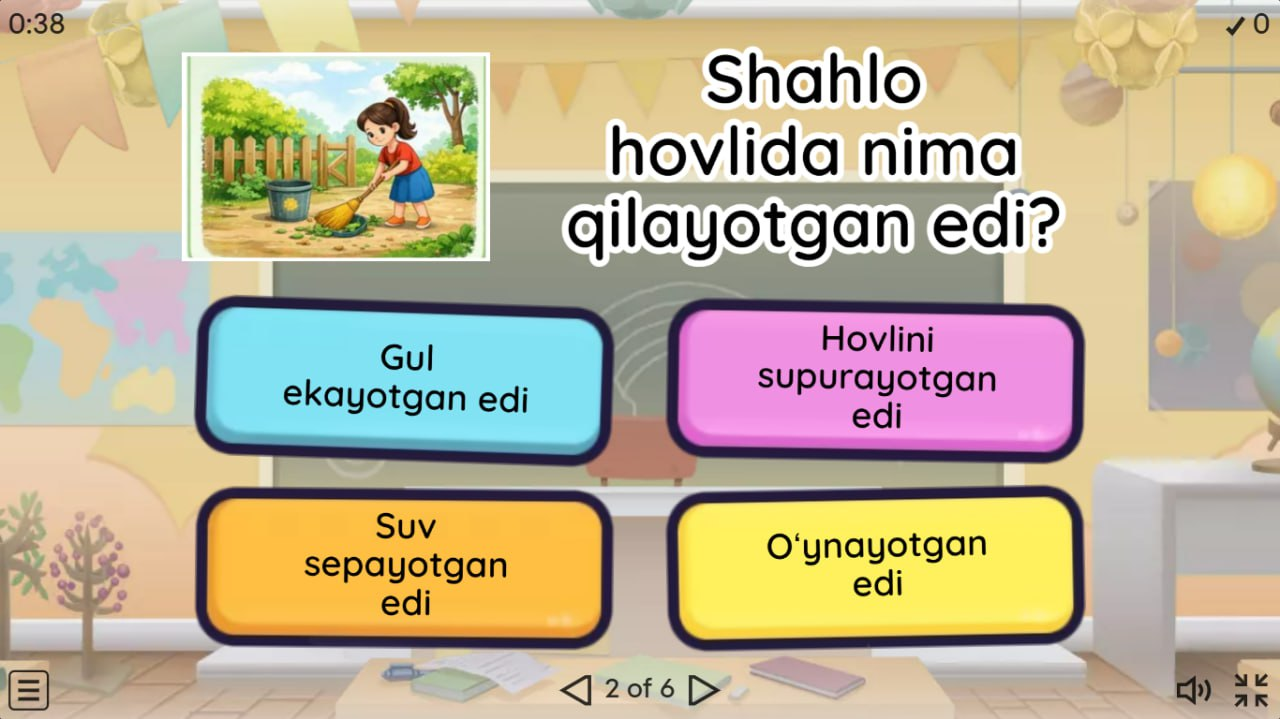 0:38
✓ 0
Shahlo
hovlida nima
qilayotgan edi?
Gul
ekayotgan edi
Hovlini
supurayotgan
edi
Suv
sepayotgan
edi
O‘ynayotgan
edi
2 of 6